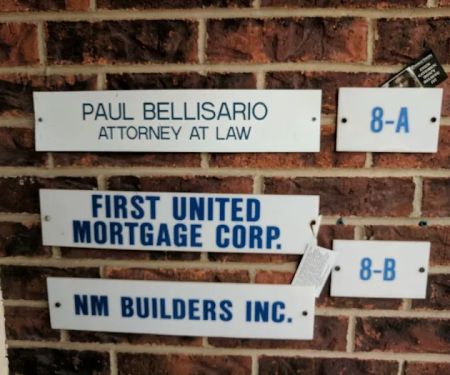 PAUL BELLISARIO
ATTORNEY AT LAW
8-A
FIRST UNITED
MORTGAGE CORP.
8-B
NM BUILDERS INC.